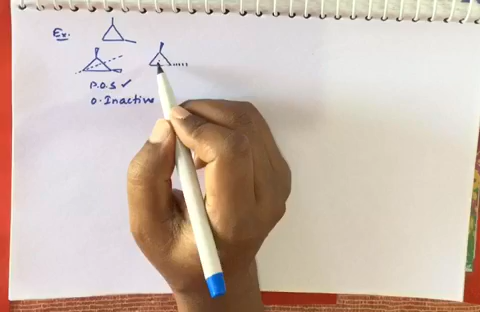 Ex.
P.O.S ✓
O. Inactive